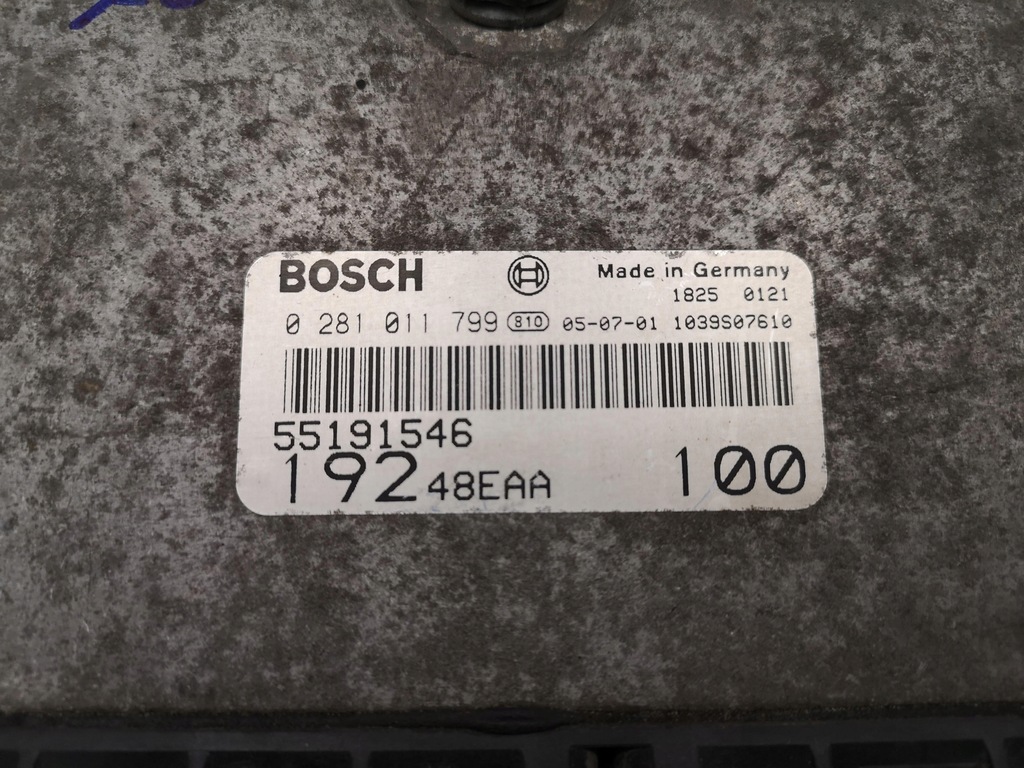 BOSCH Made in Germany
1825 0121
0 281 011 799 810 05-07-01 1039S07610
55191546
192 48EAA 100